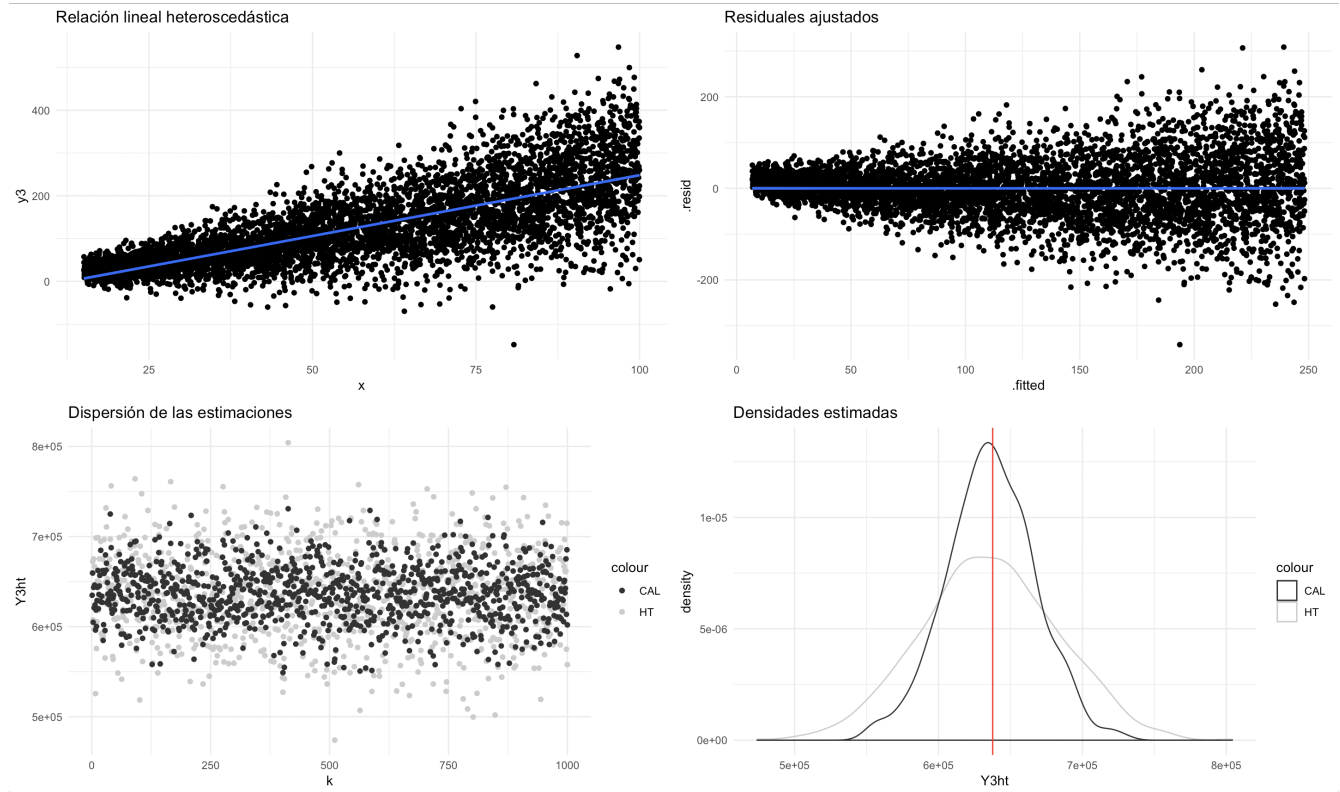 Relación lineal heteroscedástica
400
200
0
y3
25
50
75
100
x
Residuales ajustados
200
0
-200
.resid
0
50
100
150
200
250
.fitted
Dispersión de las estimaciones
8e+05
7e+05
6e+05
5e+05
Y3ht
0
250
500
750
1000
k
colour
CAL
HT
Densidades estimadas
1e-05
5e-06
0e+00
density
5e+05
6e+05
7e+05
8e+05
Y3ht
colour
CAL
HT